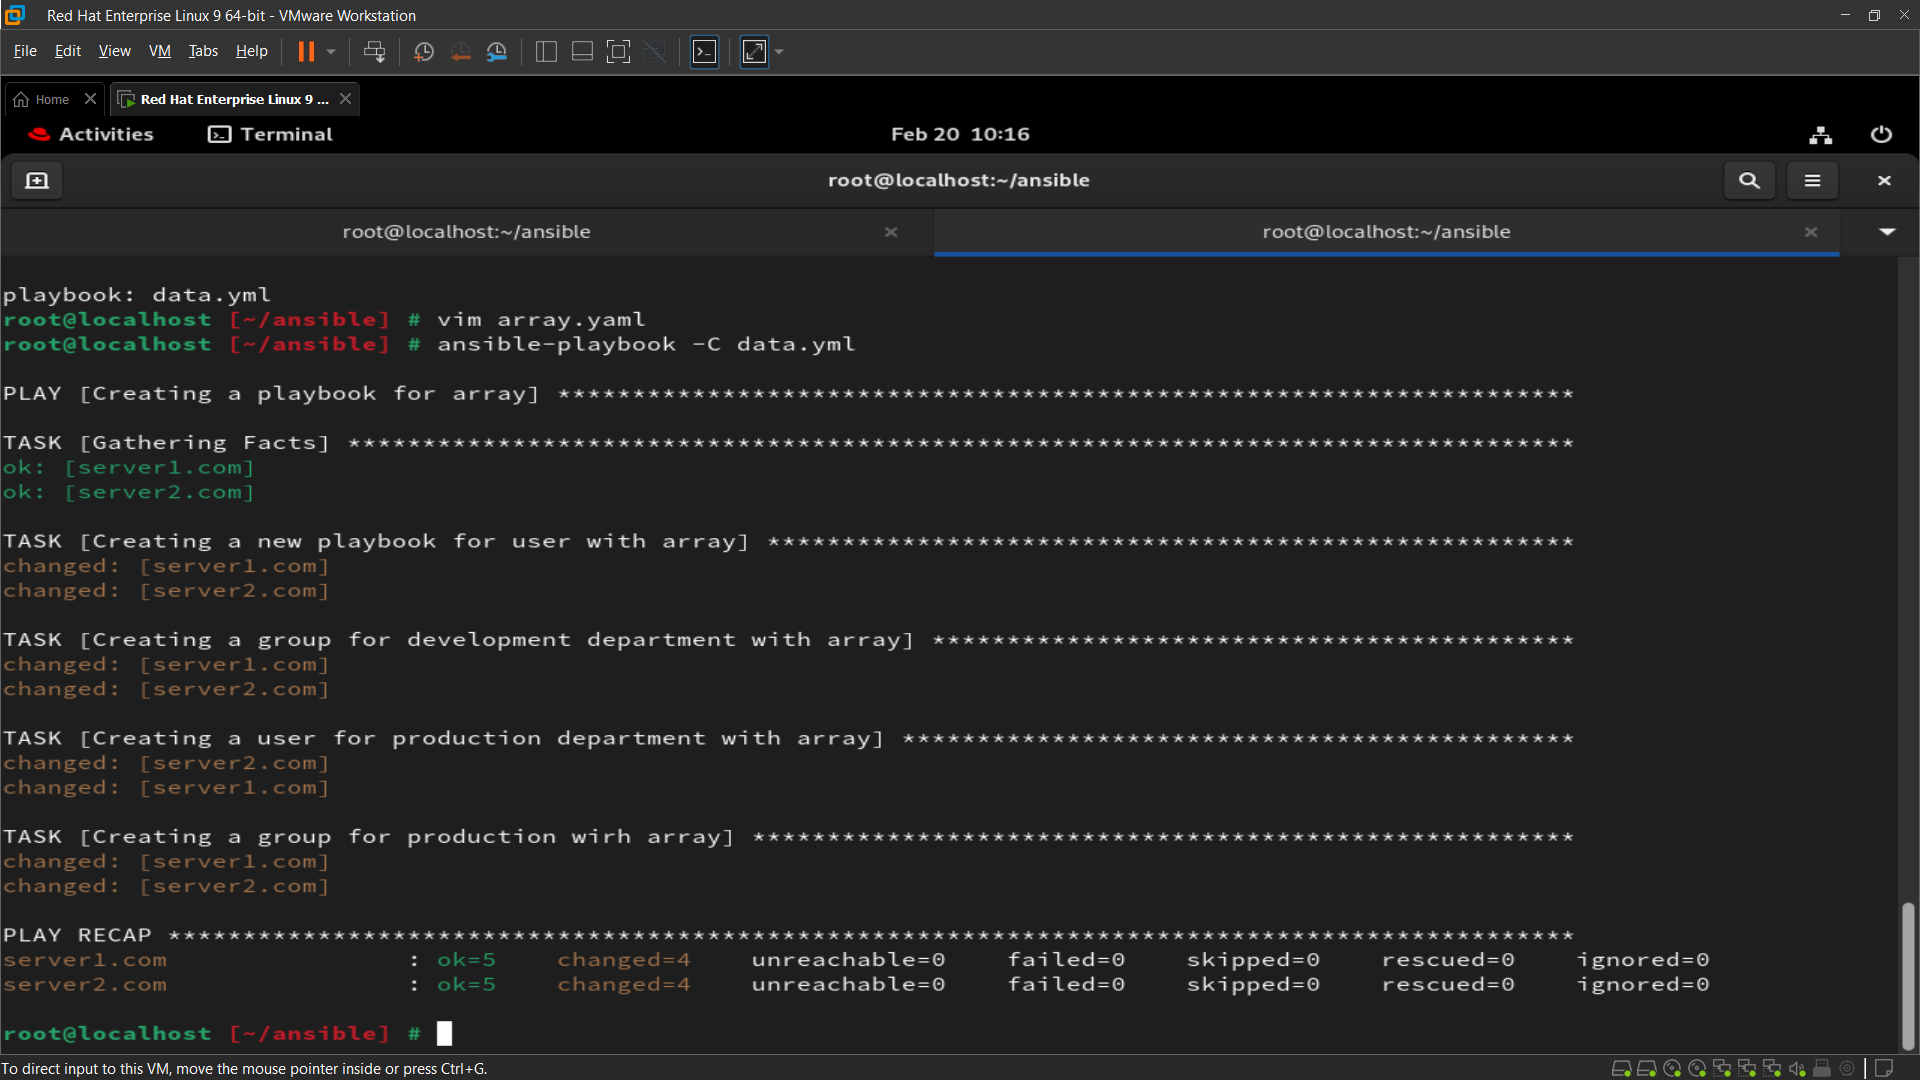 Red Hat Enterprise Linux 9 64-bit - VMware Workstation
File Edit View VM Tabs Help
Home Red Hat Enterprise Linux 9 ...
Activities Terminal Feb 20 10:16
root@localhost:~/ansible
root@localhost:~/ansible root@localhost:~/ansible
playbook: data.yml
root@localhost [~/ansible] # vim array.yaml
root@localhost [~/ansible] # ansible-playbook -C data.yml
PLAY [Creating a playbook for array] ********************************************************************
TASK [Gathering Facts] **********************************************************************************
ok: [server1.com]
ok: [server2.com]
TASK [Creating a new playbook for user with array] ******************************************************
changed: [server1.com]
changed: [server2.com]
TASK [Creating a group for development department with array] *******************************************
changed: [server1.com]
changed: [server2.com]
TASK [Creating a user for production department with array] *********************************************
changed: [server2.com]
changed: [server1.com]
TASK [Creating a group for production wirh array] *******************************************************
changed: [server1.com]
changed: [server2.com]
PLAY RECAP **********************************************************************************************
server1.com : ok=5 changed=4 unreachable=0 failed=0 skipped=0 rescued=0 ignored=0
server2.com : ok=5 changed=4 unreachable=0 failed=0 skipped=0 rescued=0 ignored=0
root@localhost [~/ansible] #
To direct input to this VM, move the mouse pointer inside or press Ctrl+G.